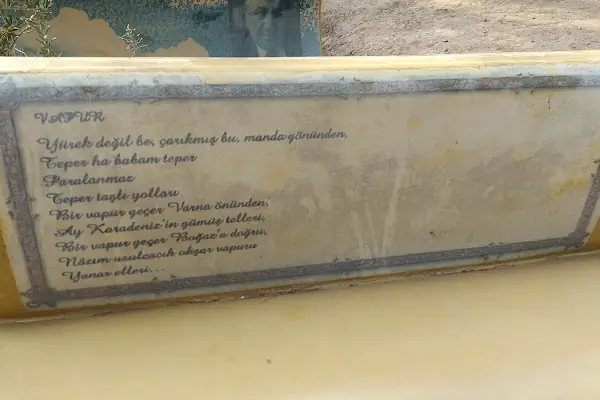 VAPUR
Yürek değil be, çarıkmış bu, manda gönünden,
Teper ha babam teper
Paralanmaz
Teper taşlı yolları
Bir vapur geçer Varna önünden,
Ay Karadeniz'in gümüş telleri,
Bir vapur geçer Boğaz'a doğru,
Nâzım usulcacık okşar vapuru
Yanar elleri...